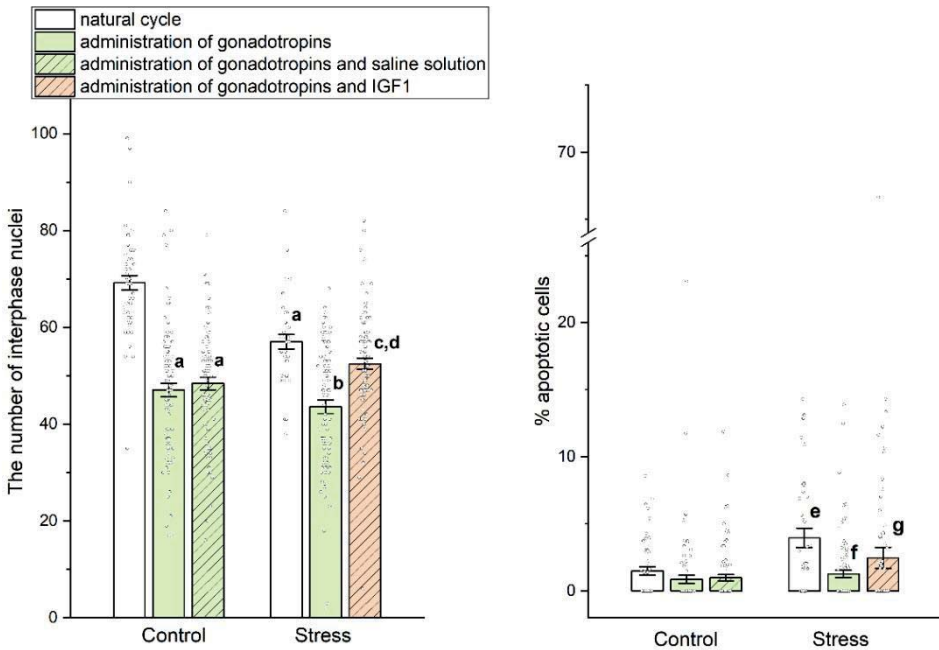 natural cycle
administration of gonadotropins
administration of gonadotropins and saline solution
administration of gonadotropins and IGF1
The number of interphase nuclei
100
80
60
40
20
0
a
a
a
b
c,d
Control
Stress
% apoptotic cells
70
20
10
0
e
f
g
Control
Stress